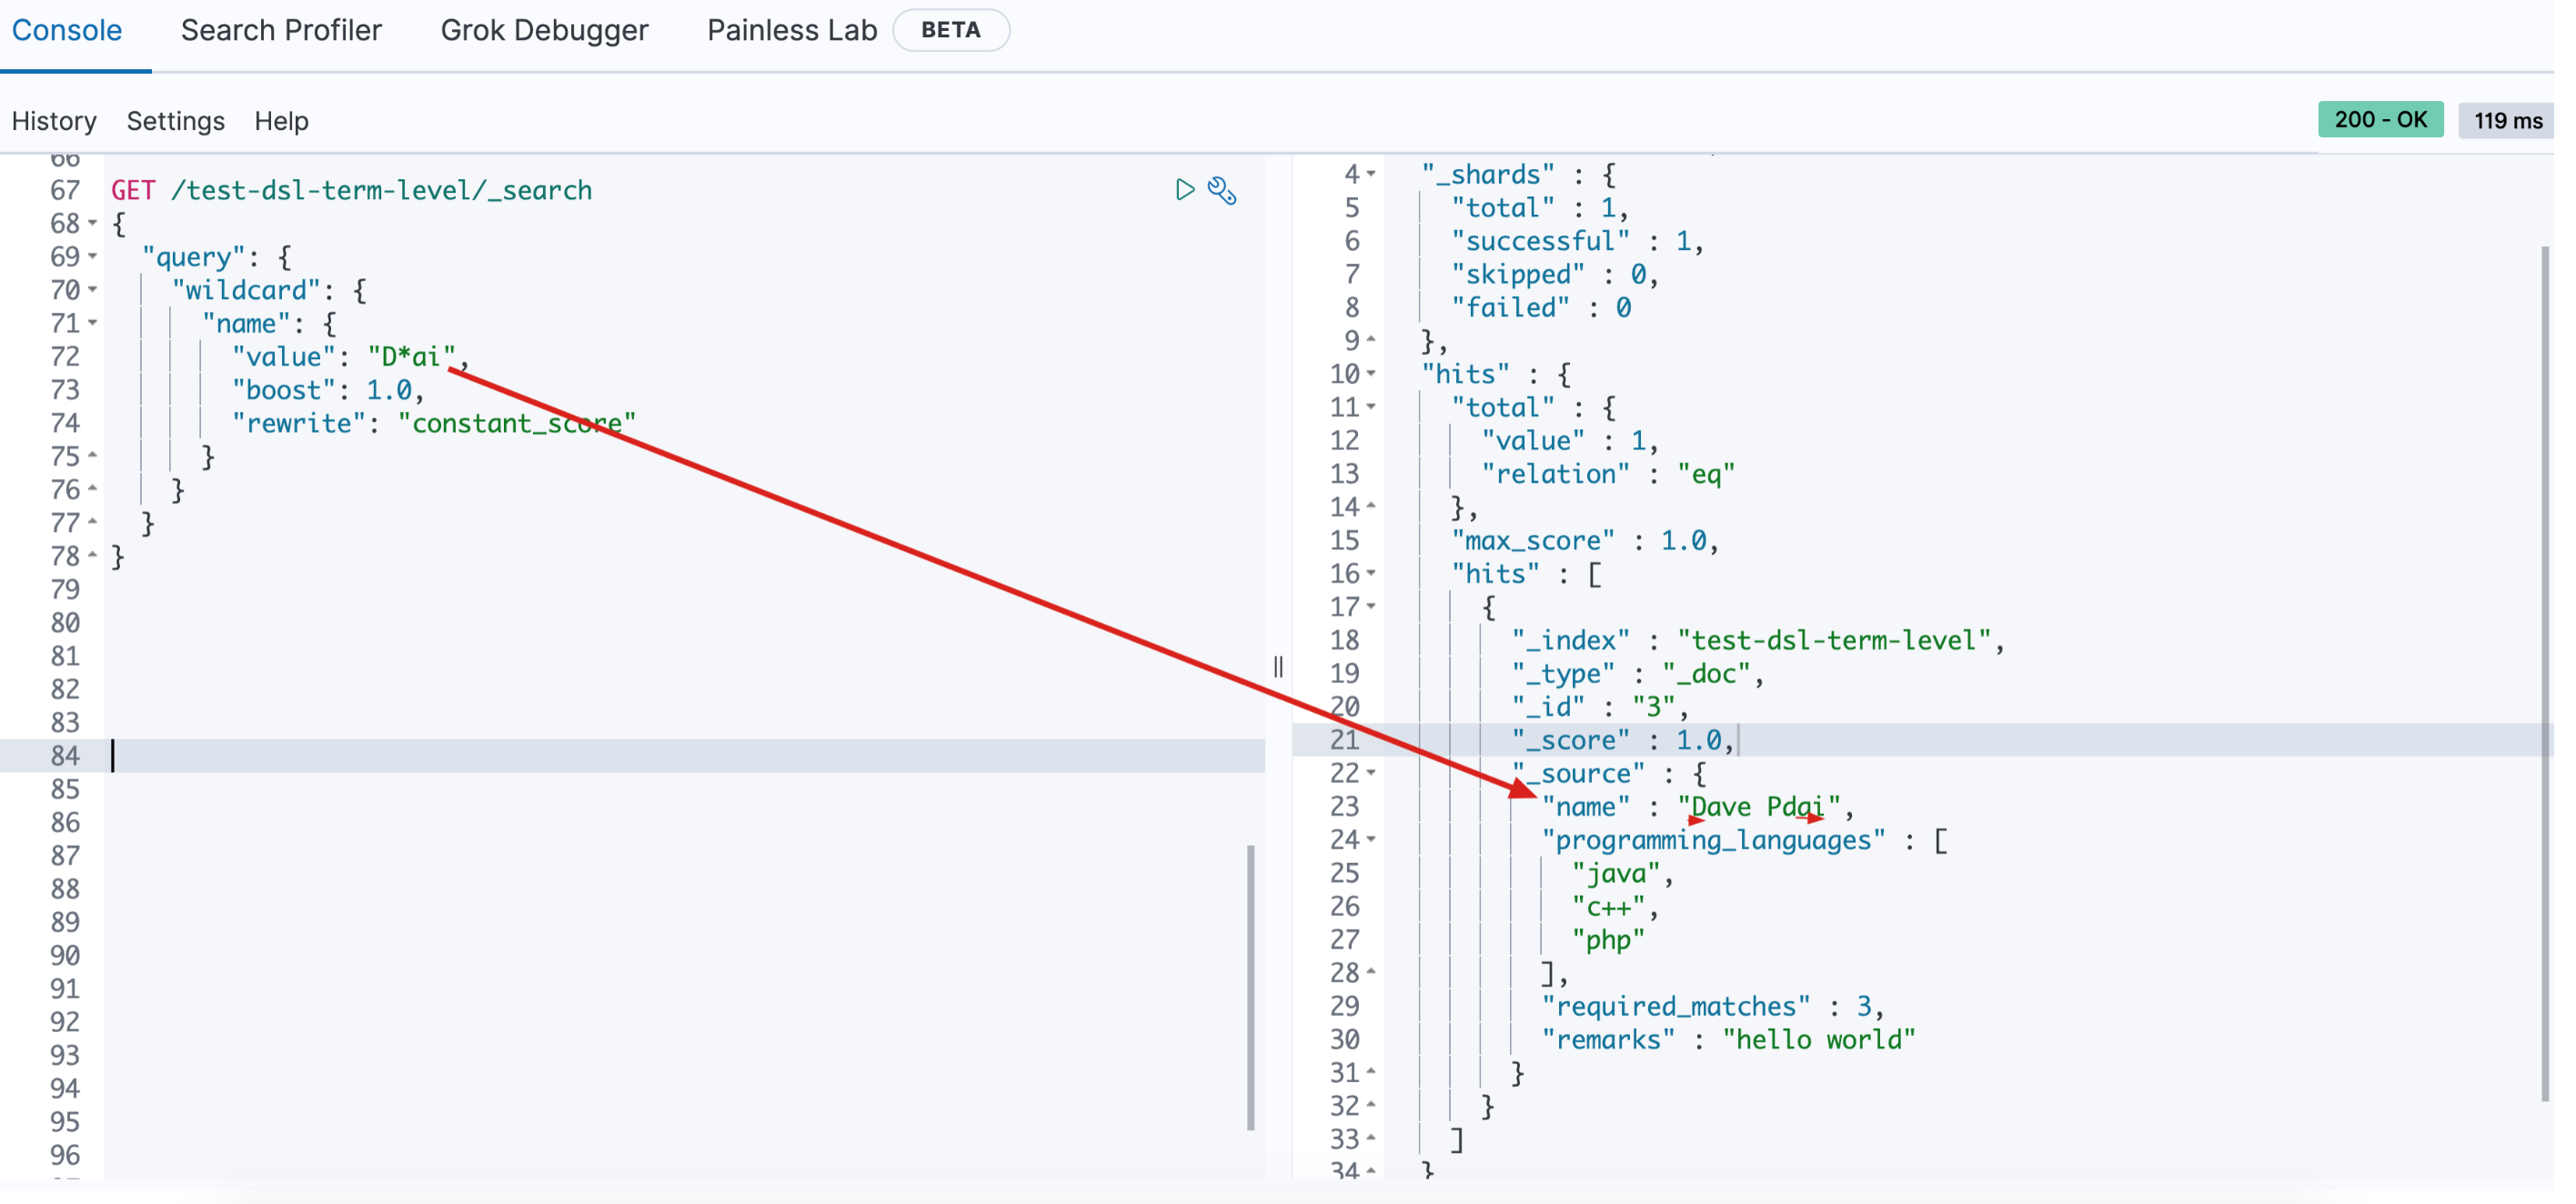 Console Search Profiler Grok Debugger Painless Lab BETA
History Settings Help 200 - OK 119 ms
66
67 GET /test-dsl-term-level/_search
68 {
69 "query": {
70 "wildcard": {
71 "name": {
72 "value": "D*ai",
73 "boost": 1.0,
74 "rewrite": "constant_score"
75 }
76 }
77 }
78 }
79
80
81
82
83
84
85
86
87
88
89
90
91
92
93
94
95
96
4 "_shards" : {
5 "total" : 1,
6 "successful" : 1,
7 "skipped" : 0,
8 "failed" : 0
9 },
10 "hits" : {
11 "total" : {
12 "value" : 1,
13 "relation" : "eq"
14 },
15 "max_score" : 1.0,
16 "hits" : [
17 {
18 "_index" : "test-dsl-term-level",
19 "_type" : "_doc",
20 "_id" : "3",
21 "_score" : 1.0,
22 "_source" : {
23 "name" : "Dave Pdai",
24 "programming_languages" : [
25 "java",
26 "c++",
27 "php"
28 ],
29 "required_matches" : 3,
30 "remarks" : "hello world"
31 }
32 }
33 ]
34 }